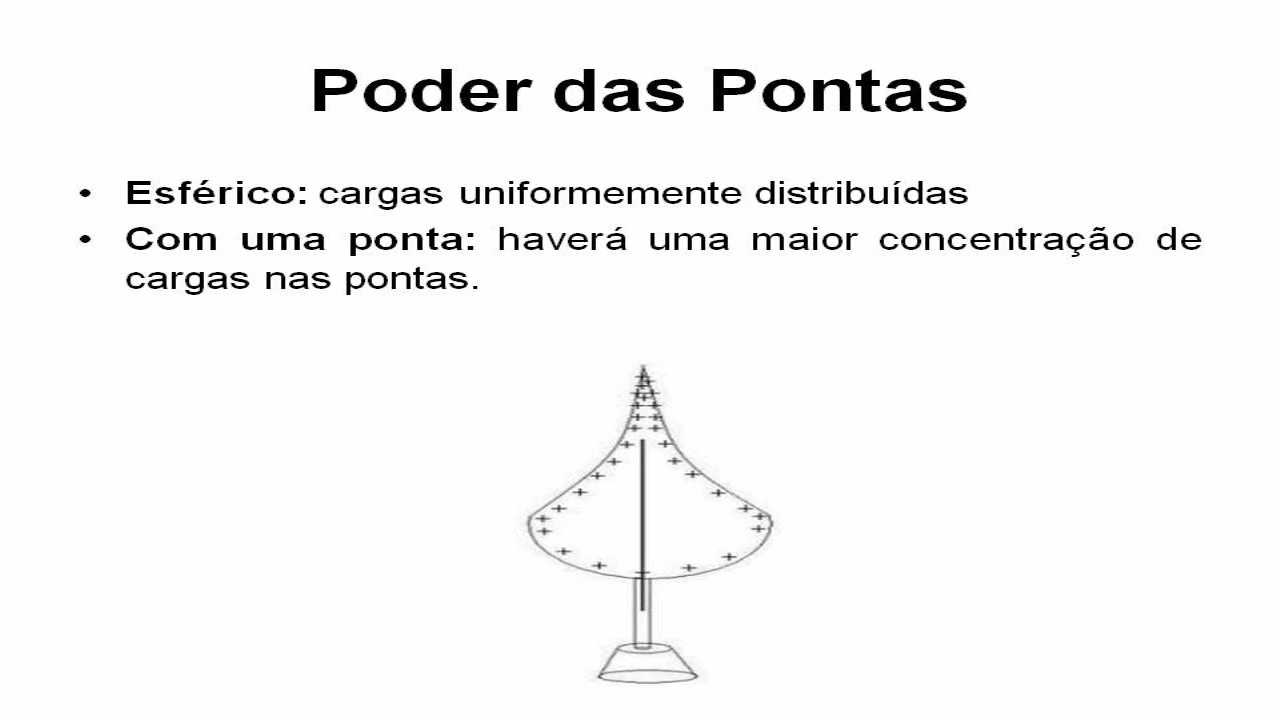 Poder das Pontas
• Esférico: cargas uniformemente distribuídas
• Com uma ponta: haverá uma maior concentração de
cargas nas pontas.